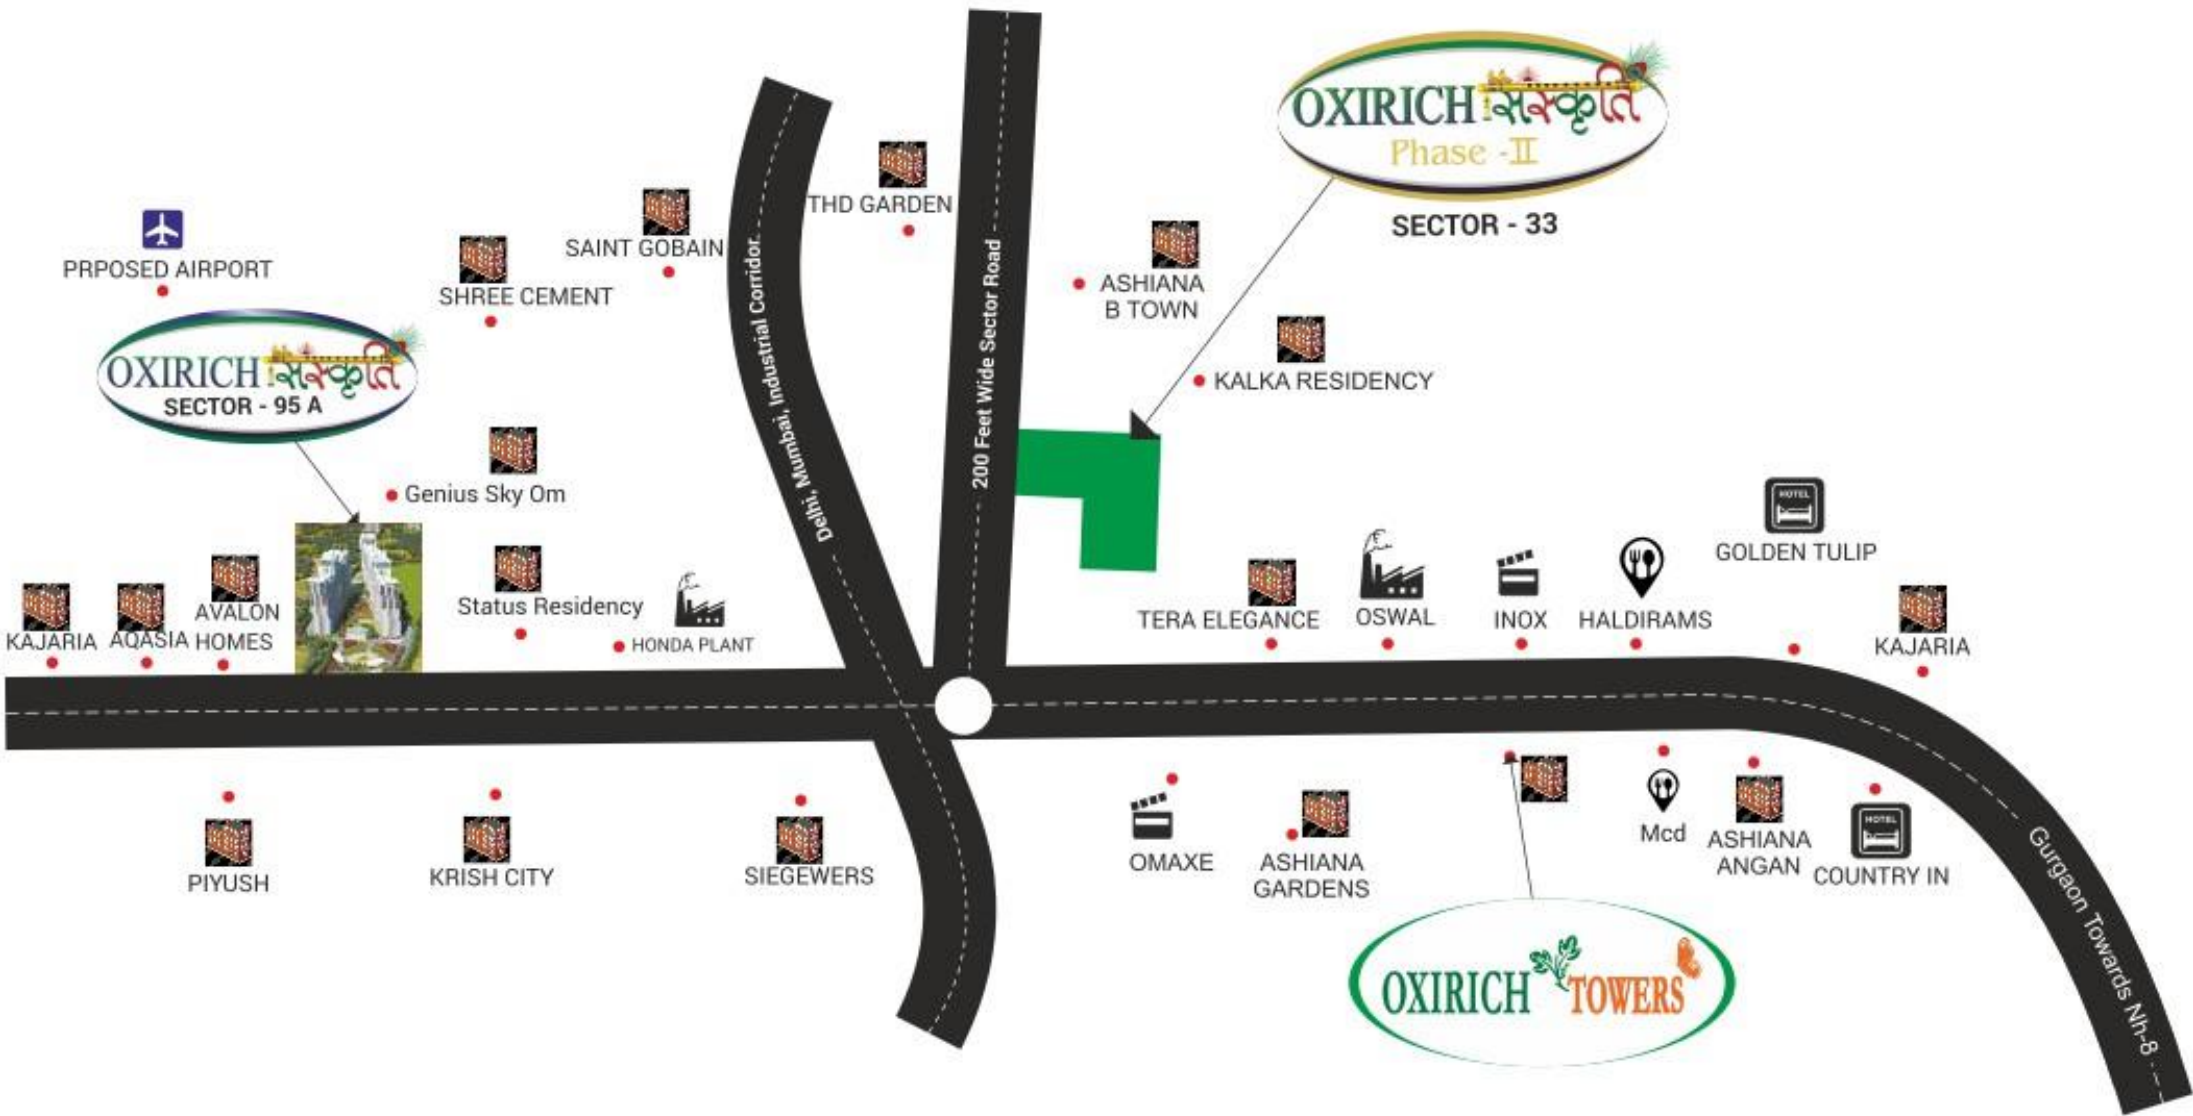 OXIRICH संस्कृति
Phase -II
SECTOR - 33
THD GARDEN
SAINT GOBAIN
PRPOSED AIRPORT
SHREE CEMENT
ASHIANA
B TOWN
KALKA RESIDENCY
OXIRICH संस्कृति
SECTOR - 95 A
Delhi, Mumbai, Industrial Corridor.
200 Feet Wide Sector Road
Genius Sky Om
HOTEL
GOLDEN TULIP
KAJARIA
AQASIA
AVALON
HOMES
Status Residency
HONDA PLANT
TERA ELEGANCE
OSWAL
INOX
HALDIRAMS
KAJARIA
PIYUSH
KRISH CITY
SIEGEWERS
OMAXE
ASHIANA
GARDENS
Mcd
ASHIANA
ANGAN
HOTEL
COUNTRY IN
Gurgaon Towards Nh-8
OXIRICH TOWERS